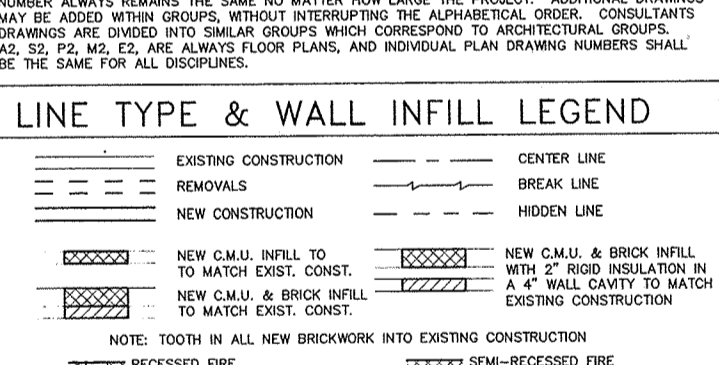 NUMBER ALWAYS REMAINS THE SAME NO MATTER HOW LARGE THE PROJECT. ADDITIONAL DRAWINGS
MAY BE ADDED WITHIN GROUPS, WITHOUT INTERRUPTING THE ALPHABETICAL ORDER. CONSULTANTS
DRAWINGS ARE DIVIDED INTO SIMILAR GROUPS WHICH CORRESPOND TO ARCHITECTURAL GROUPS.
A2, S2, P2, M2, E2, ARE ALWAYS FLOOR PLANS, AND INDIVIDUAL PLAN DRAWING NUMBERS SHALL
BE THE SAME FOR ALL DISCIPLINES.
LINE TYPE & WALL INFILL LEGEND
EXISTING CONSTRUCTION
REMOVALS
NEW CONSTRUCTION
CENTER LINE
BREAK LINE
HIDDEN LINE
NEW C.M.U. INFILL TO
TO MATCH EXIST. CONST.
NEW C.M.U. & BRICK INFILL
TO MATCH EXIST. CONST.
NEW C.M.U. & BRICK INFILL
WITH 2" RIGID INSULATION IN
A 4" WALL CAVITY TO MATCH
EXISTING CONSTRUCTION
NOTE: TOOTH IN ALL NEW BRICKWORK INTO EXISTING CONSTRUCTION
RECESSED FIRE
SEMI-RECESSED FIRE